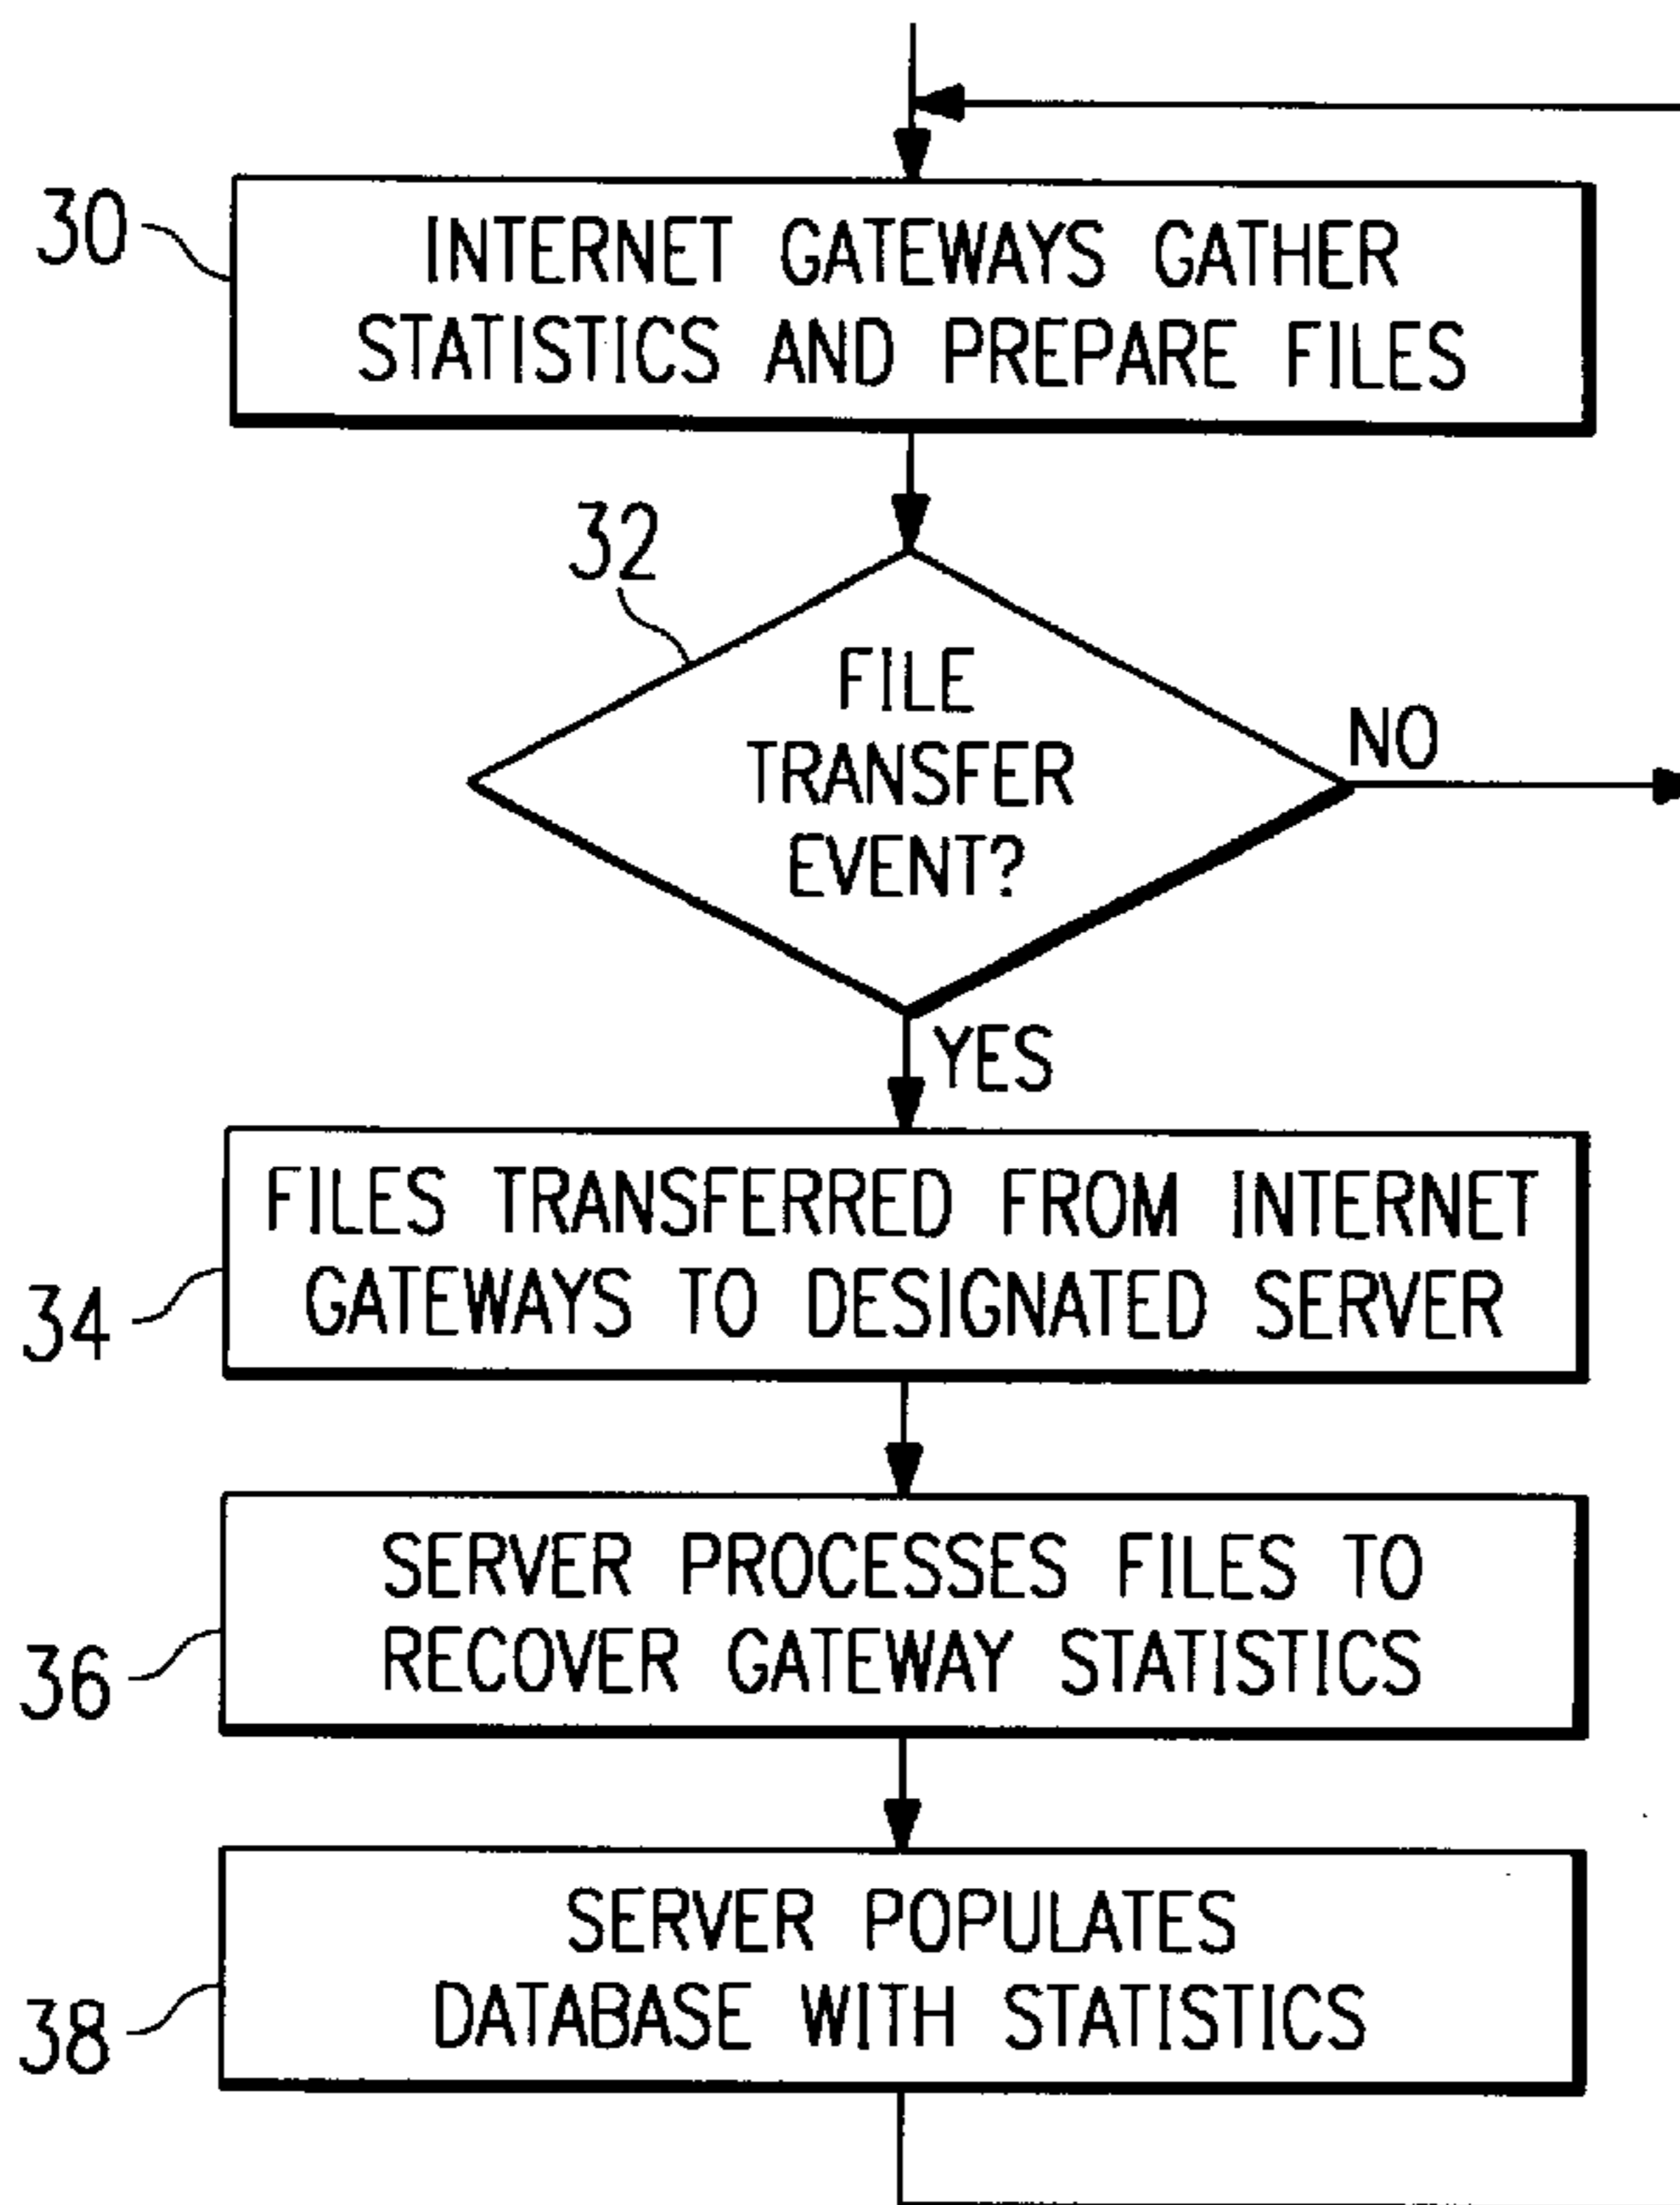 30
INTERNET GATEWAYS GATHER
STATISTICS AND PREPARE FILES
32
FILE
TRANSFER
EVENT?
NO
YES
FILES TRANSFERRED FROM INTERNET
GATEWAYS TO DESIGNATED SERVER
34
SERVER PROCESSES FILES TO
RECOVER GATEWAY STATISTICS
36
SERVER POPULATES
DATABASE WITH STATISTICS
38